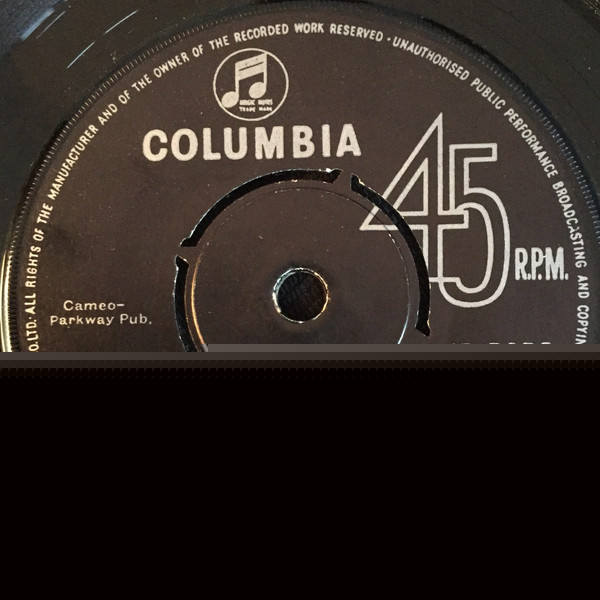 O.LTD. ALL RIGHTS OF THE MANUFACTURER AND OF THE OWNER OF THE RECORDED WORK RESERVED · UNAUTHORISED PUBLIC PERFORMANCE BROADCASTING AND COPYIN
MAGIC NOTES
TRADE MARK
COLUMBIA
45
R.P.M.
Cameo-
Parkway Pub.